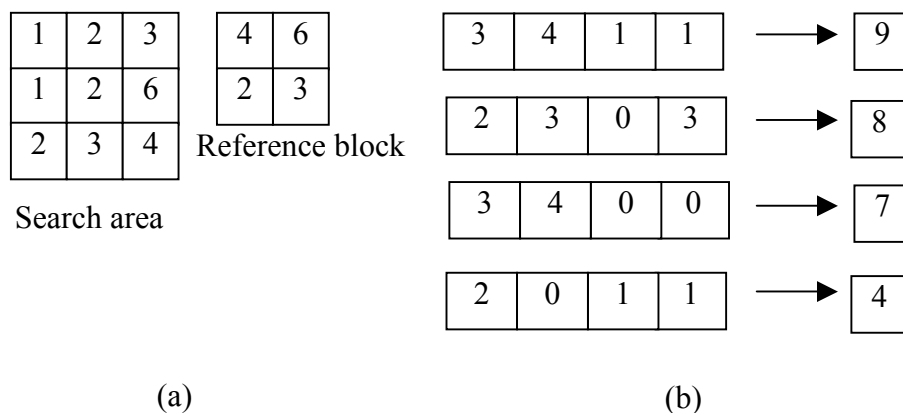 1 2 3
1 2 6
2 3 4
Search area
4 6
2 3
Reference block
(a)
3 4 1 1 9
2 3 0 3 8
3 4 0 0 7
2 0 1 1 4
(b)